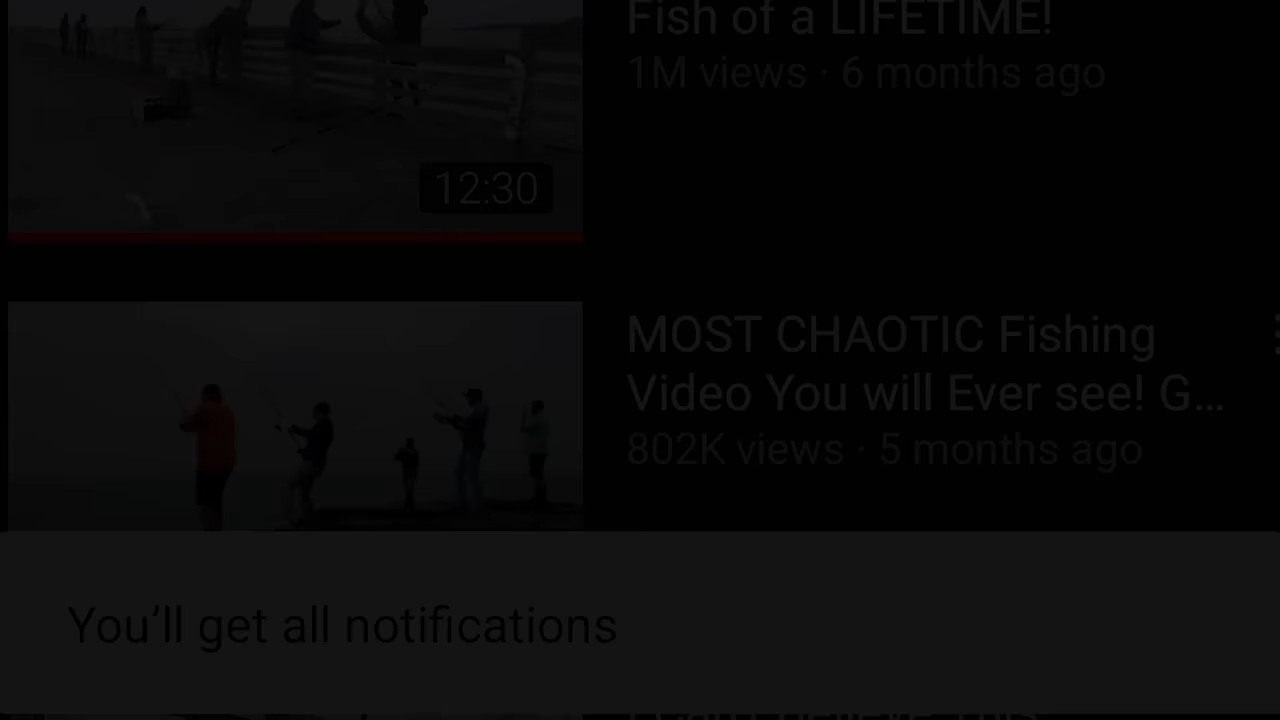 Fish of a LIFETIME!
1M views · 6 months ago
12:30
MOST CHAOTIC Fishing
Video You will Ever see! G...
802K views · 5 months ago
You'll get all notifications